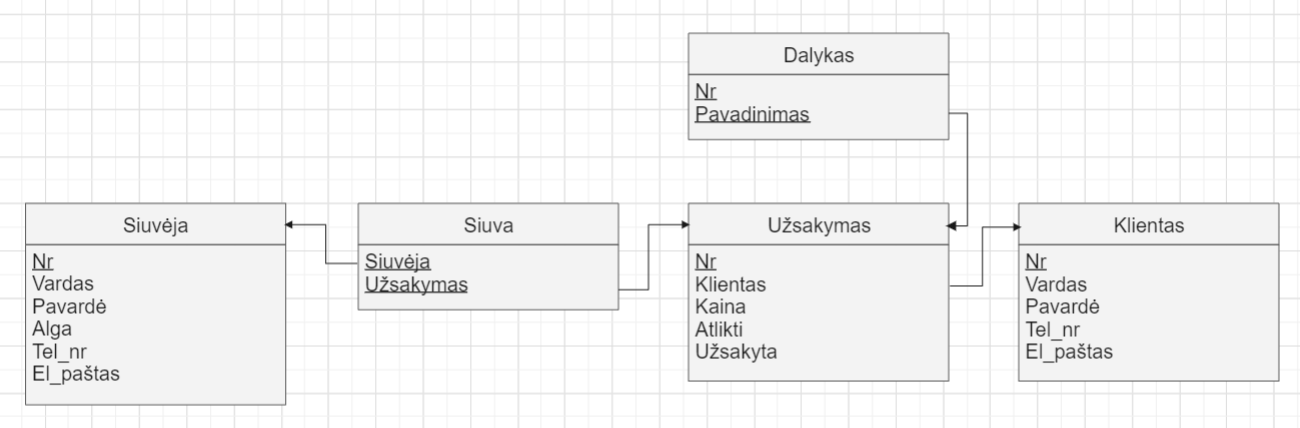 Dalykas
Nr
Pavadinimas
Siuvėja
Nr
Vardas
Pavardė
Alga
Tel_nr
El_paštas
Siuva
Siuvėja
Užsakymas
Užsakymas
Nr
Klientas
Kaina
Atlikti
Užsakyta
Klientas
Nr
Vardas
Pavardė
Tel_nr
El_paštas